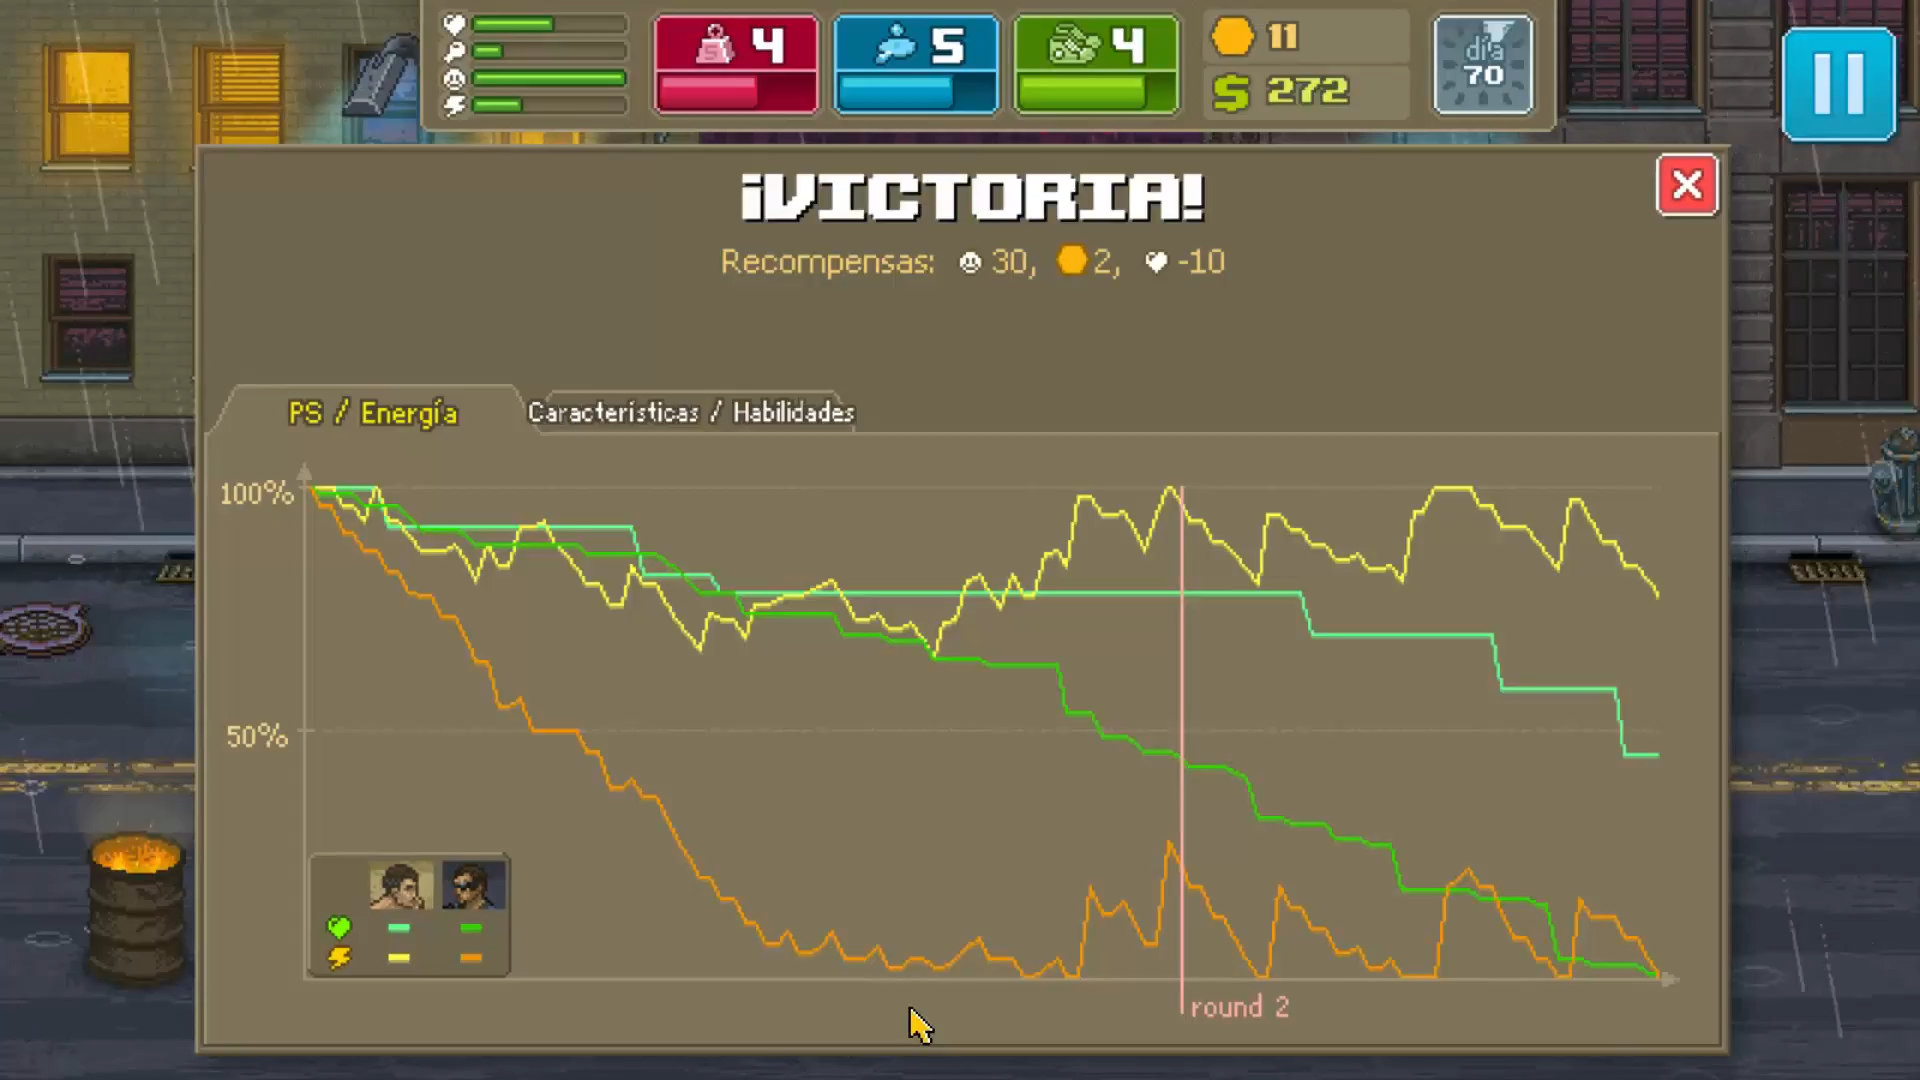 4
5
4
11
$ 272
día
70
¡VICTORIA!
Recompensas: 30, 2, -10
PS / Energía
Características / Habilidades
100%
50%
round 2